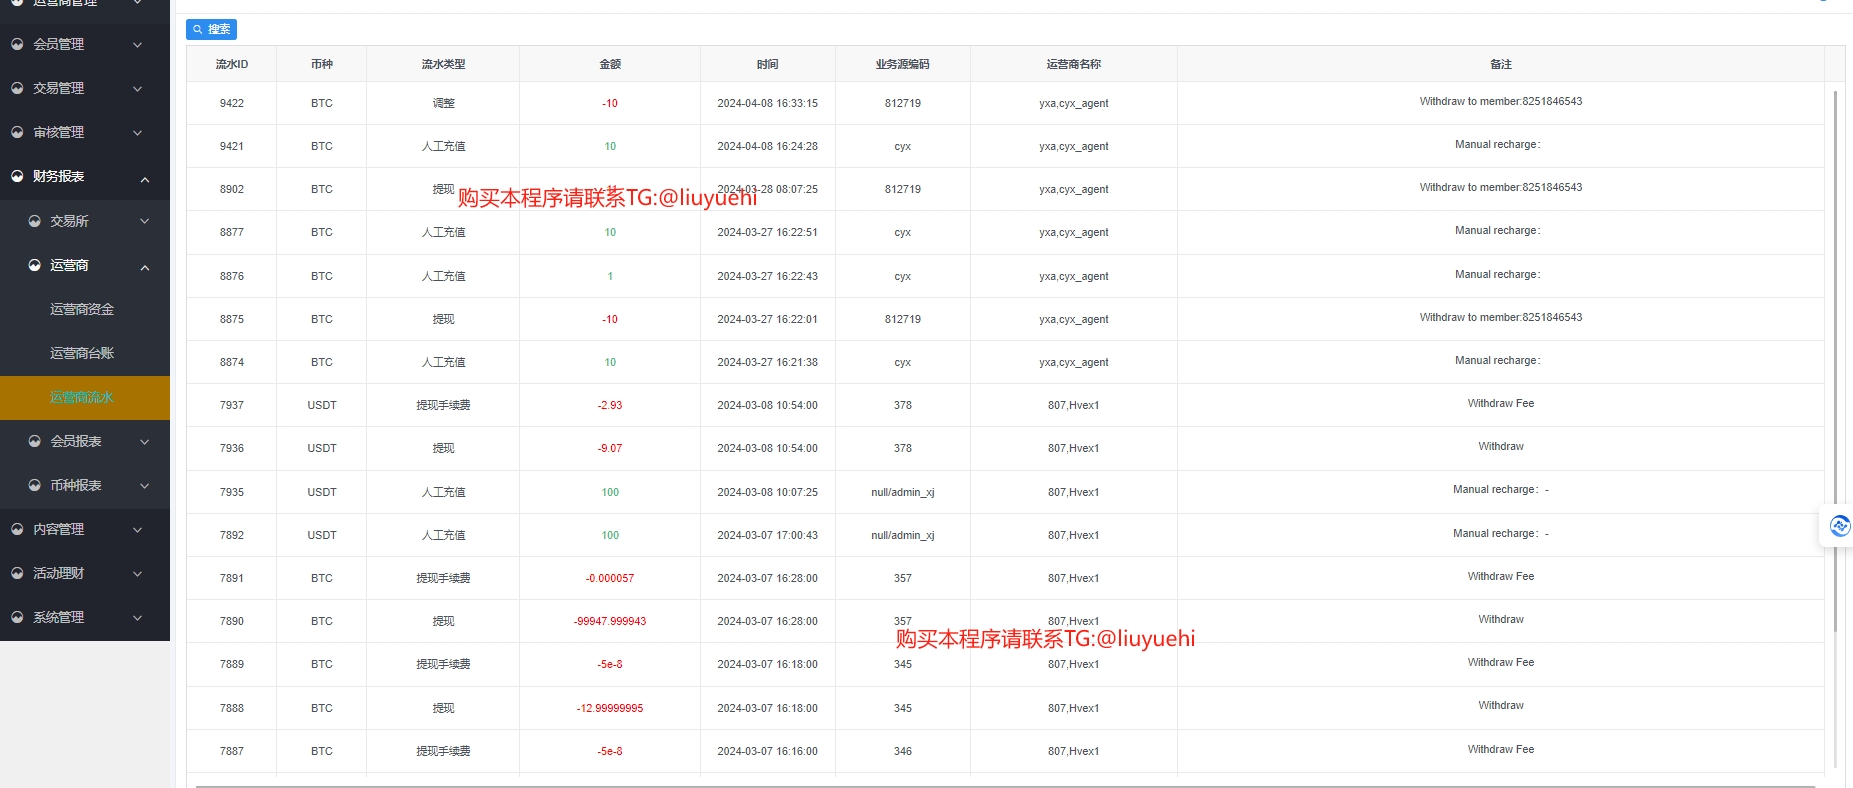 运营商管理
搜索
会员管理
交易管理
审核管理
财务报表
交易所
运营商
运营商资金
运营商台账
运营商流水
会员报表
币种报表
内容管理
活动理财
系统管理
流水ID 币种 流水类型 金额 时间 业务源编码 运营商名称 备注
9422 BTC 调整 -10 2024-04-08 16:33:15 812719 yxa,cyx_agent Withdraw to member:8251846543
9421 BTC 人工充值 10 2024-04-08 16:24:28 cyx yxa,cyx_agent Manual recharge:
8902 BTC 提现 2024-03-28 08:07:25 812719 yxa,cyx_agent Withdraw to member:8251846543
购买本程序请联系TG:@liuyuehi
8877 BTC 人工充值 10 2024-03-27 16:22:51 cyx yxa,cyx_agent Manual recharge:
8876 BTC 人工充值 1 2024-03-27 16:22:43 cyx yxa,cyx_agent Manual recharge:
8875 BTC 提现 -10 2024-03-27 16:22:01 812719 yxa,cyx_agent Withdraw to member:8251846543
8874 BTC 人工充值 10 2024-03-27 16:21:38 cyx yxa,cyx_agent Manual recharge:
7937 USDT 提现手续费 -2.93 2024-03-08 10:54:00 378 807,Hvex1 Withdraw Fee
7936 USDT 提现 -9.07 2024-03-08 10:54:00 378 807,Hvex1 Withdraw
7935 USDT 人工充值 100 2024-03-08 10:07:25 null/admin_xj 807,Hvex1 Manual recharge: -
7892 USDT 人工充值 100 2024-03-07 17:00:43 null/admin_xj 807,Hvex1 Manual recharge: -
7891 BTC 提现手续费 -0.000057 2024-03-07 16:28:00 357 807,Hvex1 Withdraw Fee
7890 BTC 提现 -99947.999943 2024-03-07 16:28:00 357 807,Hvex1 Withdraw
购买本程序请联系TG:@liuyuehi
7889 BTC 提现手续费 -5e-8 2024-03-07 16:18:00 345 807,Hvex1 Withdraw Fee
7888 BTC 提现 -12.99999995 2024-03-07 16:18:00 345 807,Hvex1 Withdraw
7887 BTC 提现手续费 -5e-8 2024-03-07 16:16:00 346 807,Hvex1 Withdraw Fee